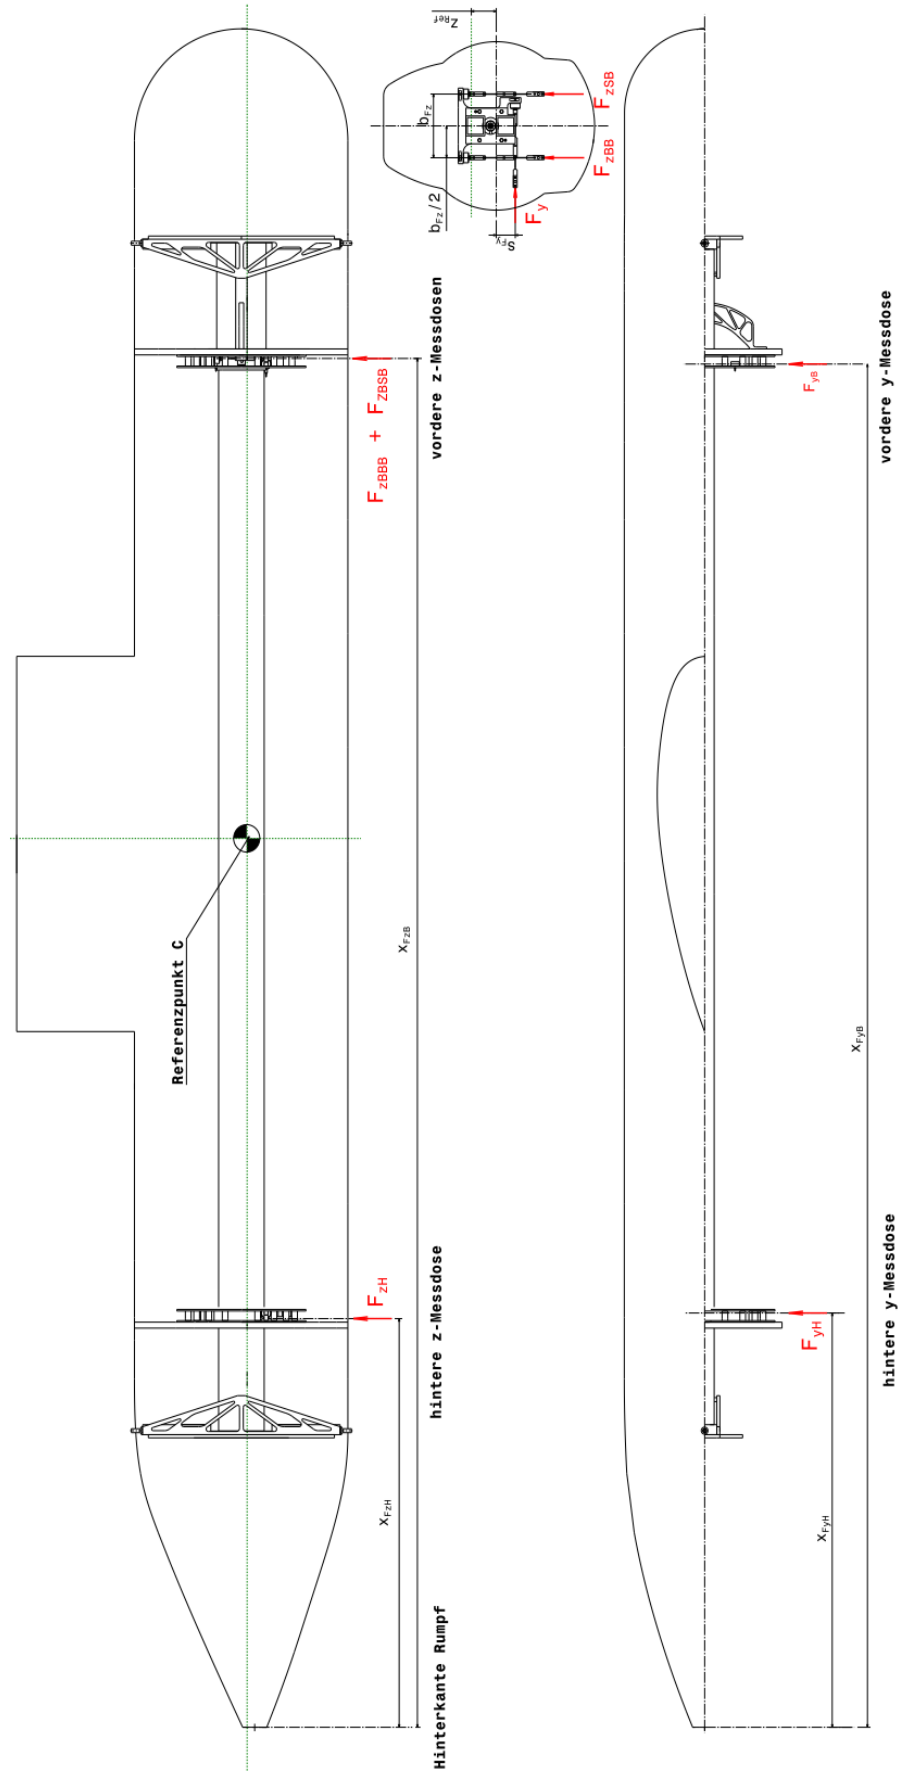 z_Ref
b_Fz
b_Fz/2
s_Fy
F_zSB
F_zBB
F_y
F_zBBB + F_ZBSB
vordere z-Messdosen
F_yB
vordere y-Messdose
Referenzpunkt C
x_FzB
x_FyB
F_zH
hintere z-Messdose
F_yH
hintere y-Messdose
x_FzH
x_FyH
Hinterkante Rumpf